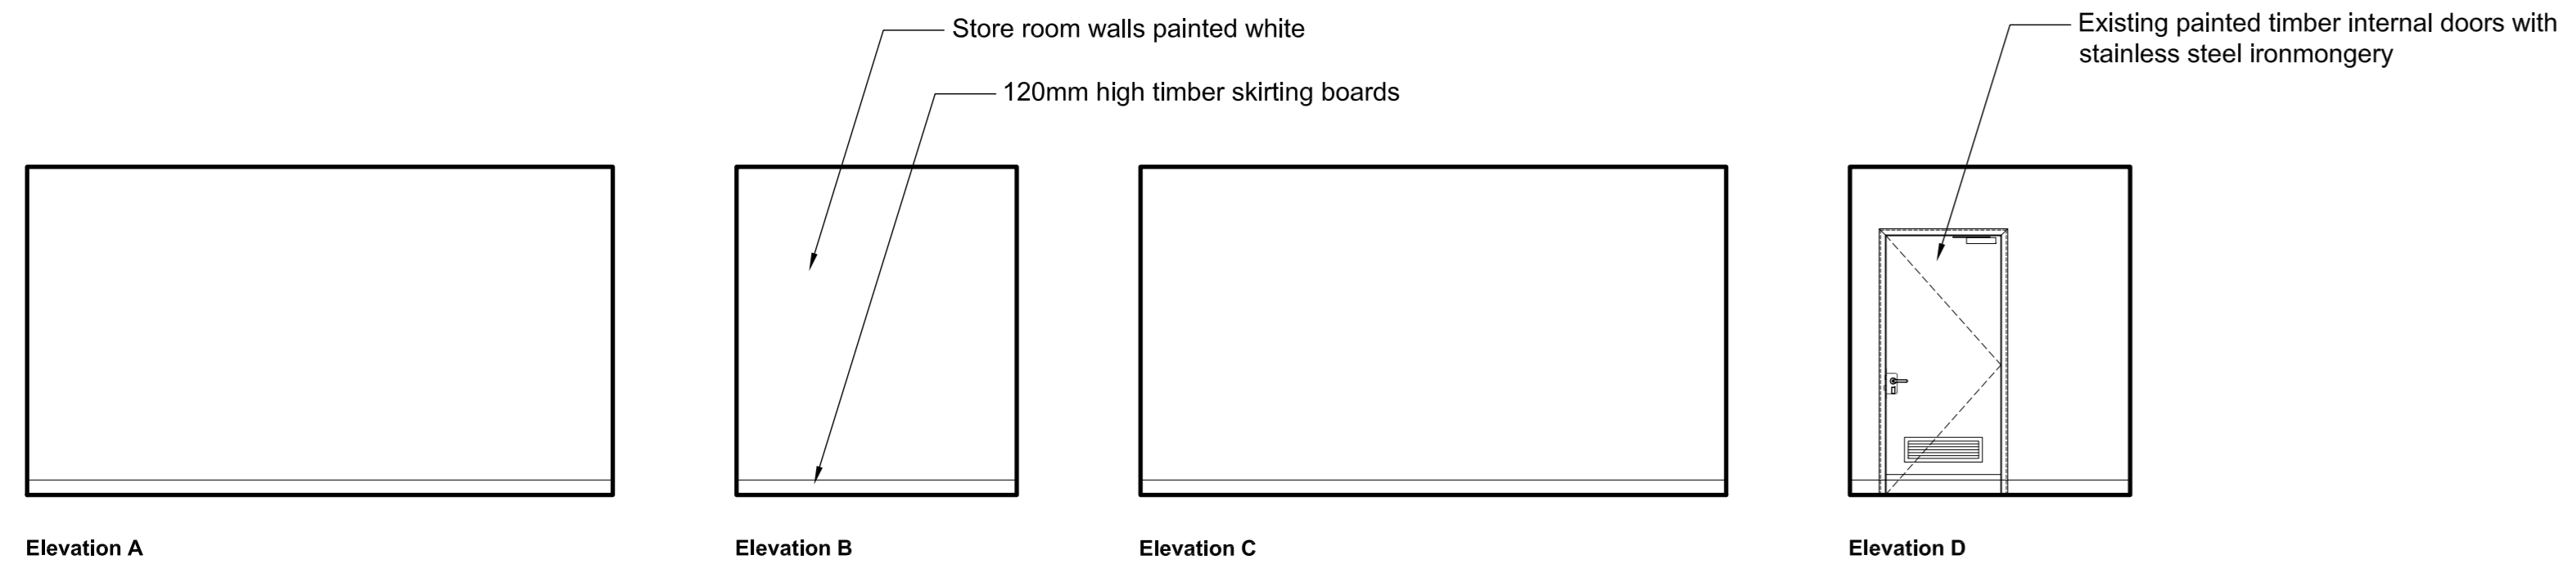 Store room walls painted white
120mm high timber skirting boards
Existing painted timber internal doors with
stainless steel ironmongery
Elevation A
Elevation B
Elevation C
Elevation D